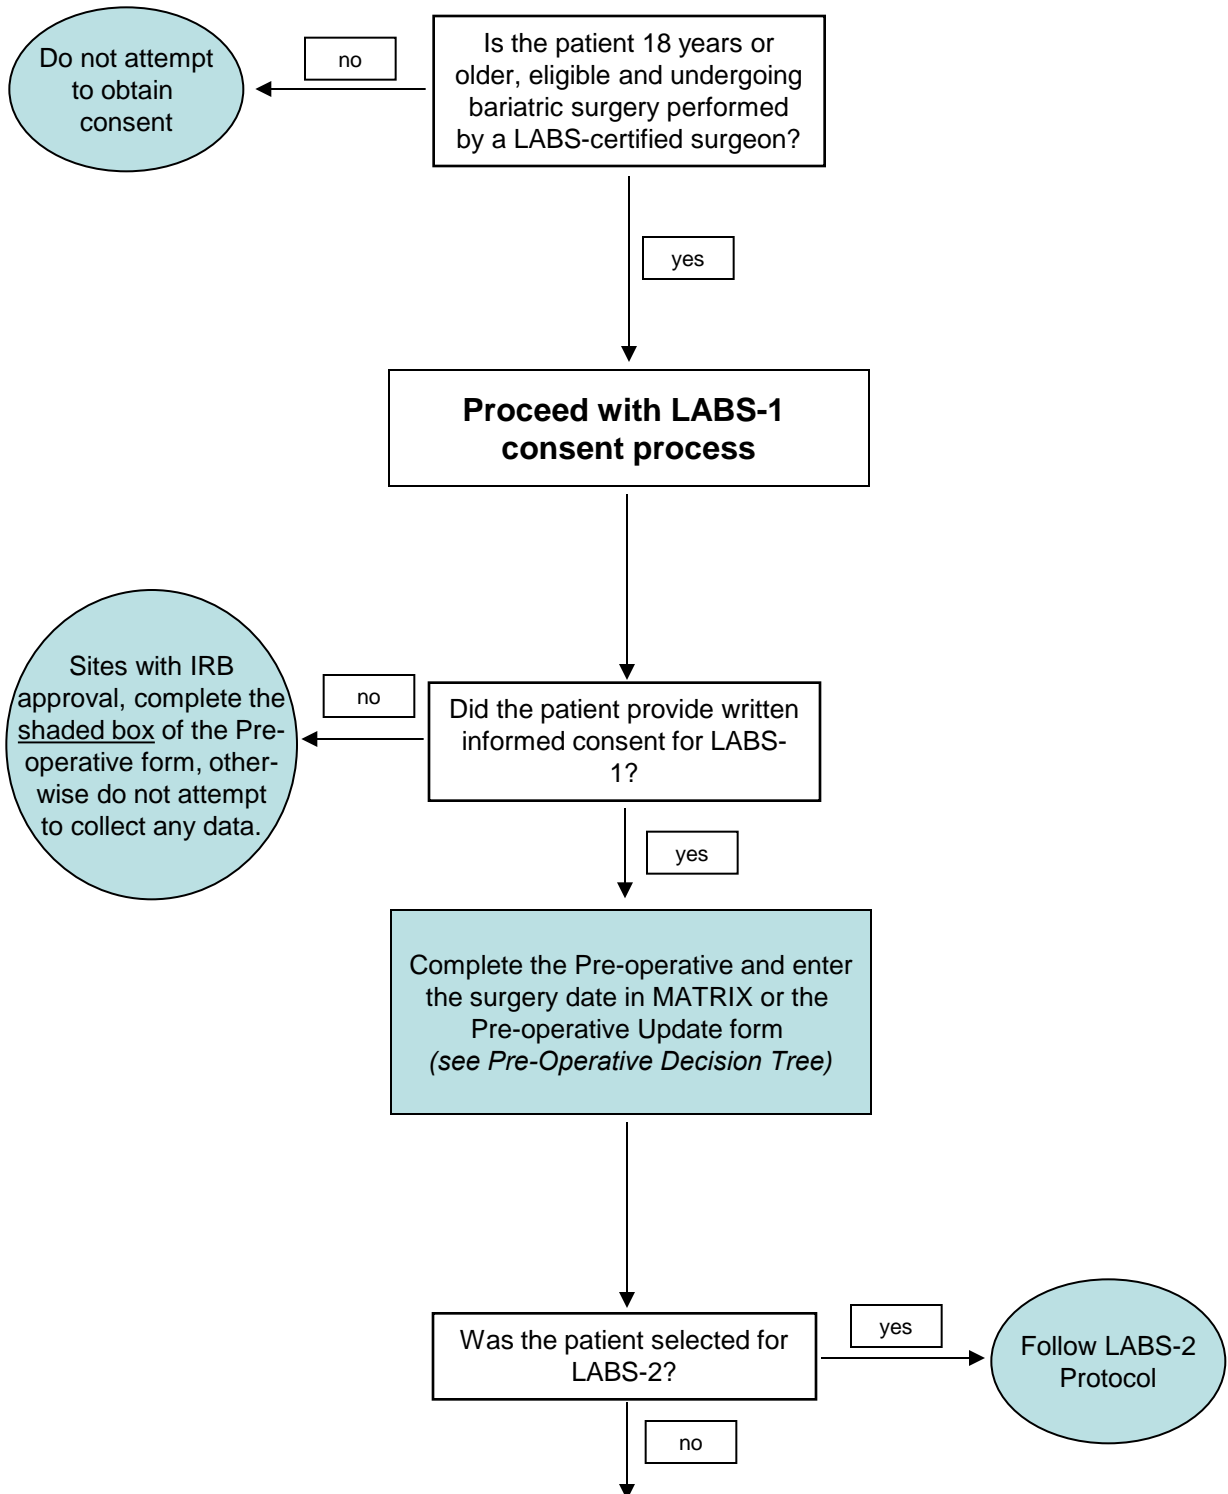 Do not attempt
to obtain
consent
no
Is the patient 18 years or
older, eligible and undergoing
bariatric surgery performed
by a LABS-certified surgeon?
yes
Proceed with LABS-1
consent process
Sites with IRB
approval, complete the
shaded box of the Pre-
operative form, other-
wise do not attempt
to collect any data.
no
Did the patient provide written
informed consent for LABS-
1?
yes
Complete the Pre-operative and enter
the surgery date in MATRIX or the
Pre-operative Update form
(see Pre-Operative Decision Tree)
Was the patient selected for
LABS-2?
yes
Follow LABS-2
Protocol
no